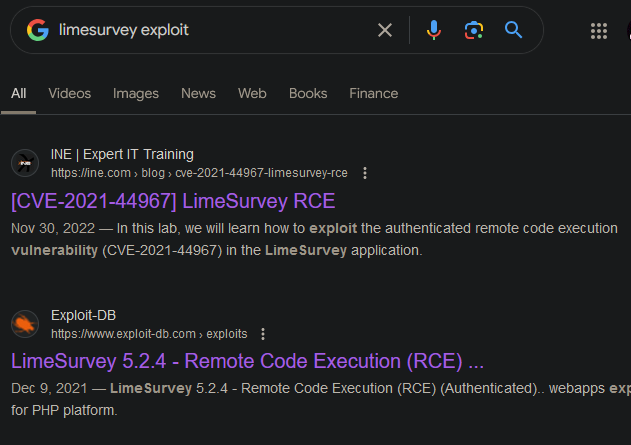 limesurvey exploit
All Videos Images News Web Books Finance
INE | Expert IT Training
https://ine.com › blog › cve-2021-44967-limesurvey-rce
[CVE-2021-44967] LimeSurvey RCE
Nov 30, 2022 — In this lab, we will learn how to exploit the authenticated remote code execution
vulnerability (CVE-2021-44967) in the LimeSurvey application.
Exploit-DB
https://www.exploit-db.com › exploits
LimeSurvey 5.2.4 - Remote Code Execution (RCE) ...
Dec 9, 2021 — LimeSurvey 5.2.4 - Remote Code Execution (RCE) (Authenticated).. webapps exp
for PHP platform.